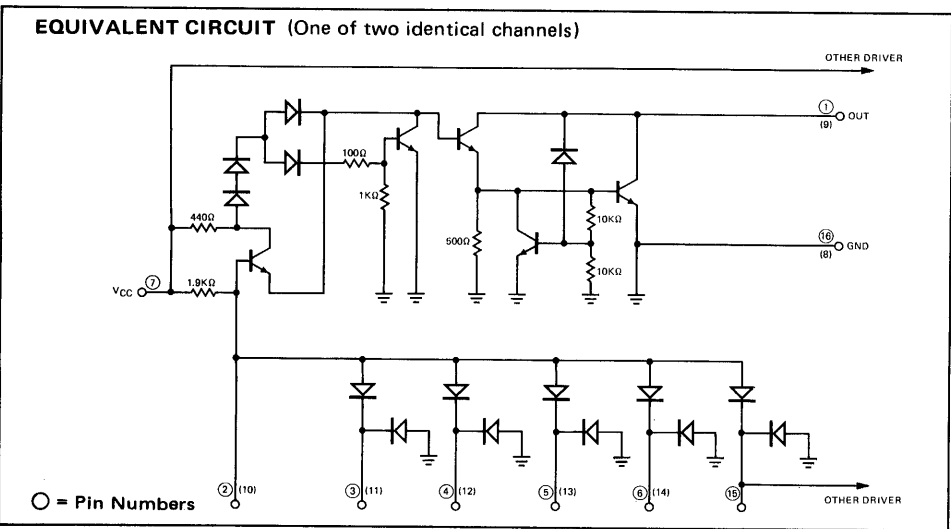 EQUIVALENT CIRCUIT (One of two identical channels)
OTHER DRIVER
① OUT
(9)
100Ω
1KΩ
440Ω
500Ω
10KΩ
10KΩ
⑯ GND
(8)
VCC ⑦
1.9KΩ
② (10)
③ (11)
④ (12)
⑤ (13)
⑥ (14)
⑮
OTHER DRIVER
○ = Pin Numbers